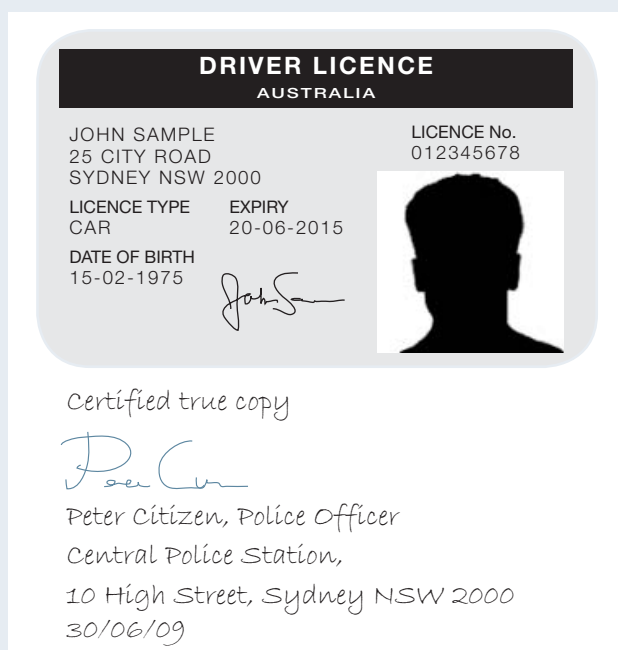 DRIVER LICENCE
AUSTRALIA
JOHN SAMPLE
25 CITY ROAD
SYDNEY NSW 2000
LICENCE No.
012345678
LICENCE TYPE EXPIRY
CAR 20-06-2015
DATE OF BIRTH
15-02-1975
John Sam
Certified true copy
Peter Citizen, Police Officer
Central Police Station,
10 High Street, Sydney NSW 2000
30/06/09